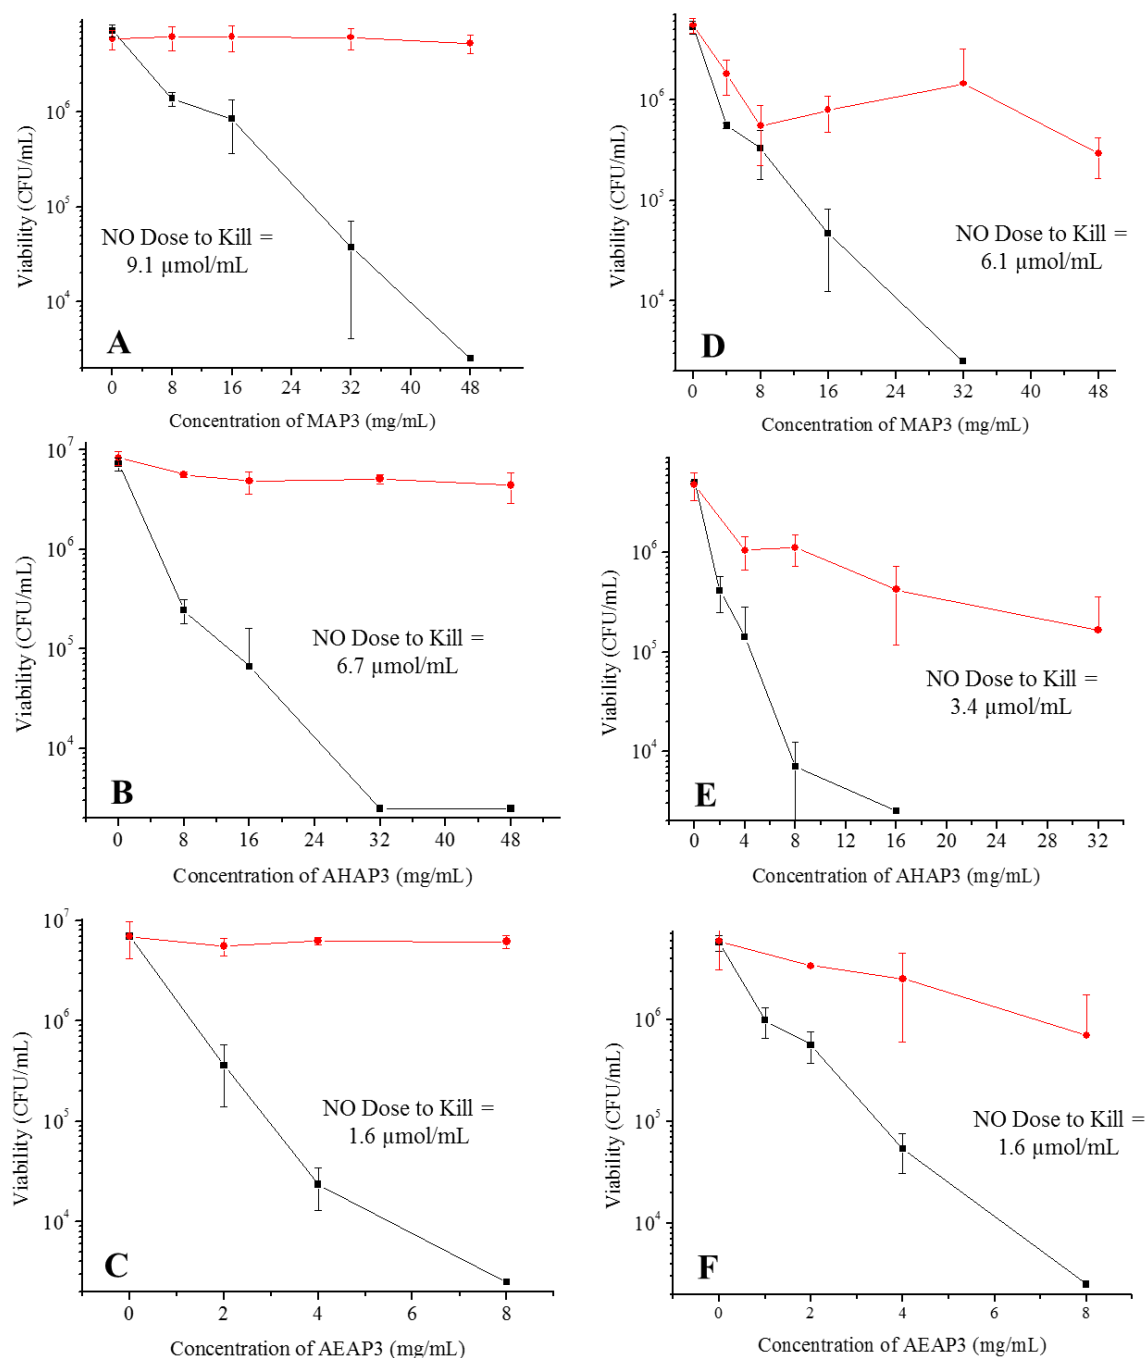 10⁶
10⁵
10⁴
Viability (CFU/mL)
NO Dose to Kill =
9.1 µmol/mL
A
0 8 16 24 32 40 48
Concentration of MAP3 (mg/mL)
10⁶
10⁵
10⁴
Viability (CFU/mL)
NO Dose to Kill =
6.1 µmol/mL
D
0 8 16 24 32 40 48
Concentration of MAP3 (mg/mL)
10⁷
10⁶
10⁵
10⁴
Viability (CFU/mL)
NO Dose to Kill =
6.7 µmol/mL
B
0 8 16 24 32 40 48
Concentration of AHAP3 (mg/mL)
10⁶
10⁵
10⁴
Viability (CFU/mL)
NO Dose to Kill =
3.4 µmol/mL
E
0 4 8 12 16 20 24 28 32
Concentration of AHAP3 (mg/mL)
10⁷
10⁶
10⁵
10⁴
Viability (CFU/mL)
NO Dose to Kill =
1.6 µmol/mL
C
0 2 4 6 8
Concentration of AEAP3 (mg/mL)
10⁶
10⁵
10⁴
Viability (CFU/mL)
NO Dose to Kill =
1.6 µmol/mL
F
0 2 4 6 8
Concentration of AEAP3 (mg/mL)